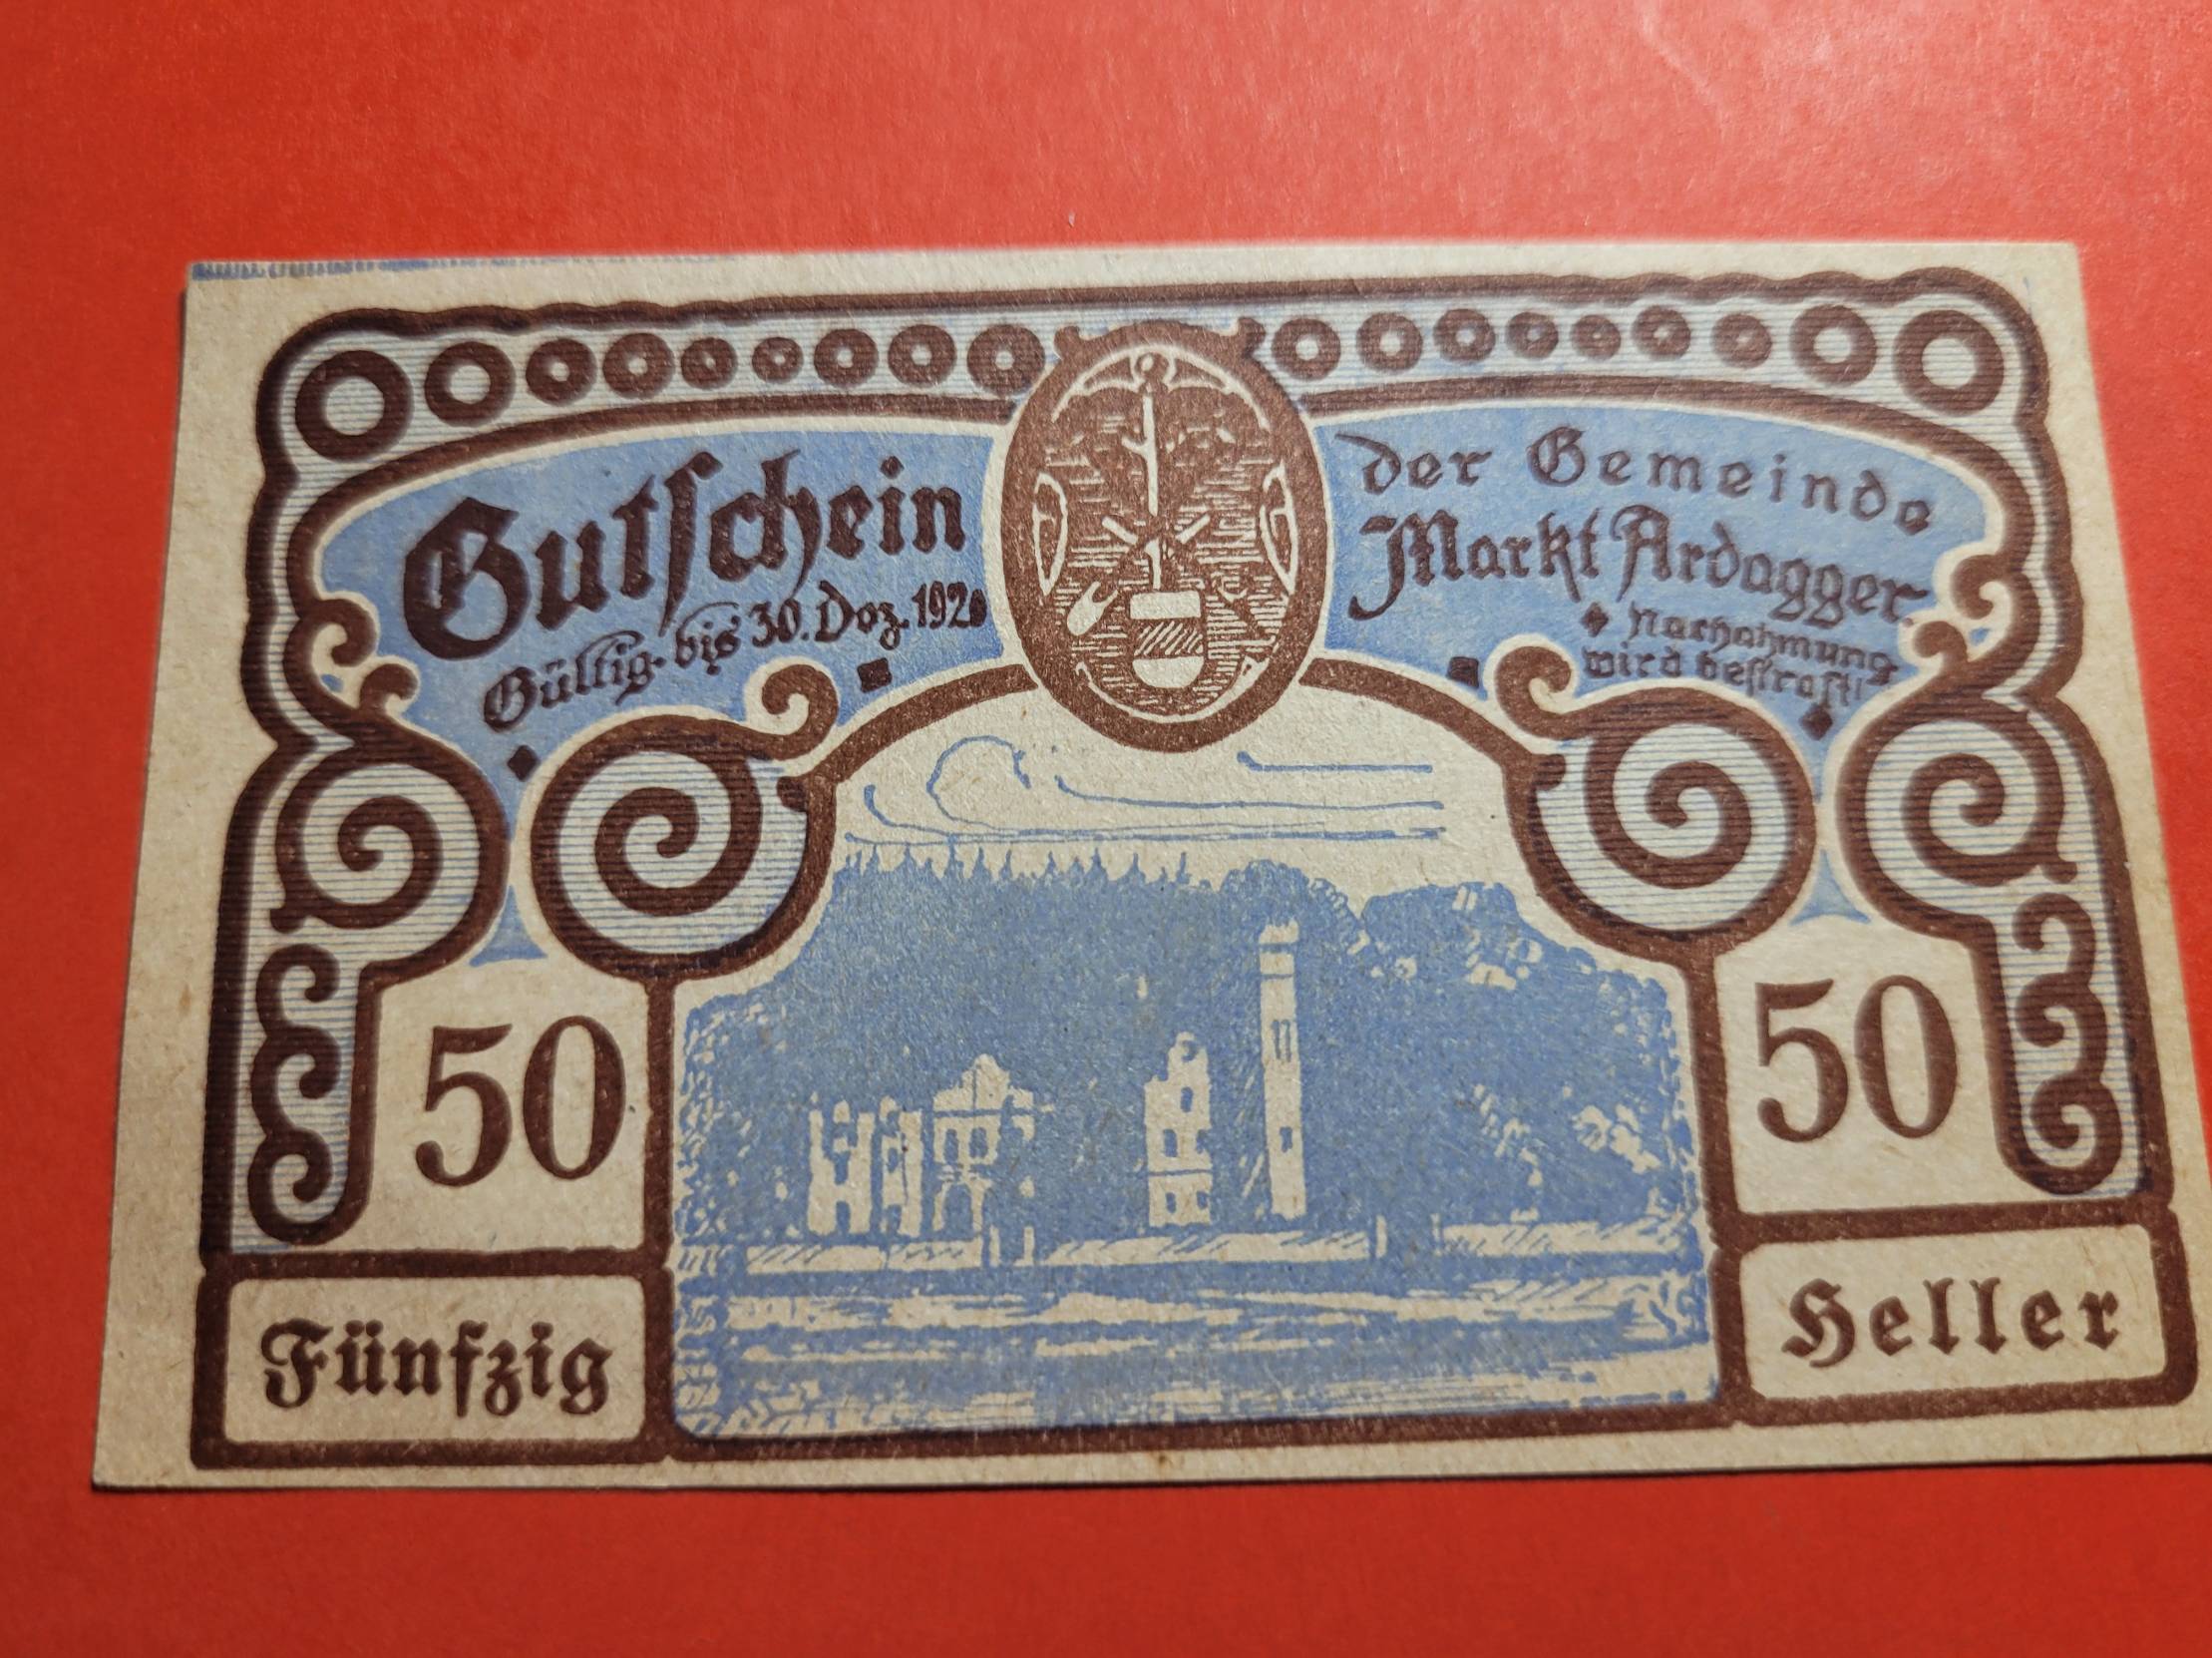 Gutschein
Gültig bis 30. Dez. 1920
der Gemeinde
Markt Ardagger.
Nachahmung
wird bestraft!
50
50
Fünfzig
Heller